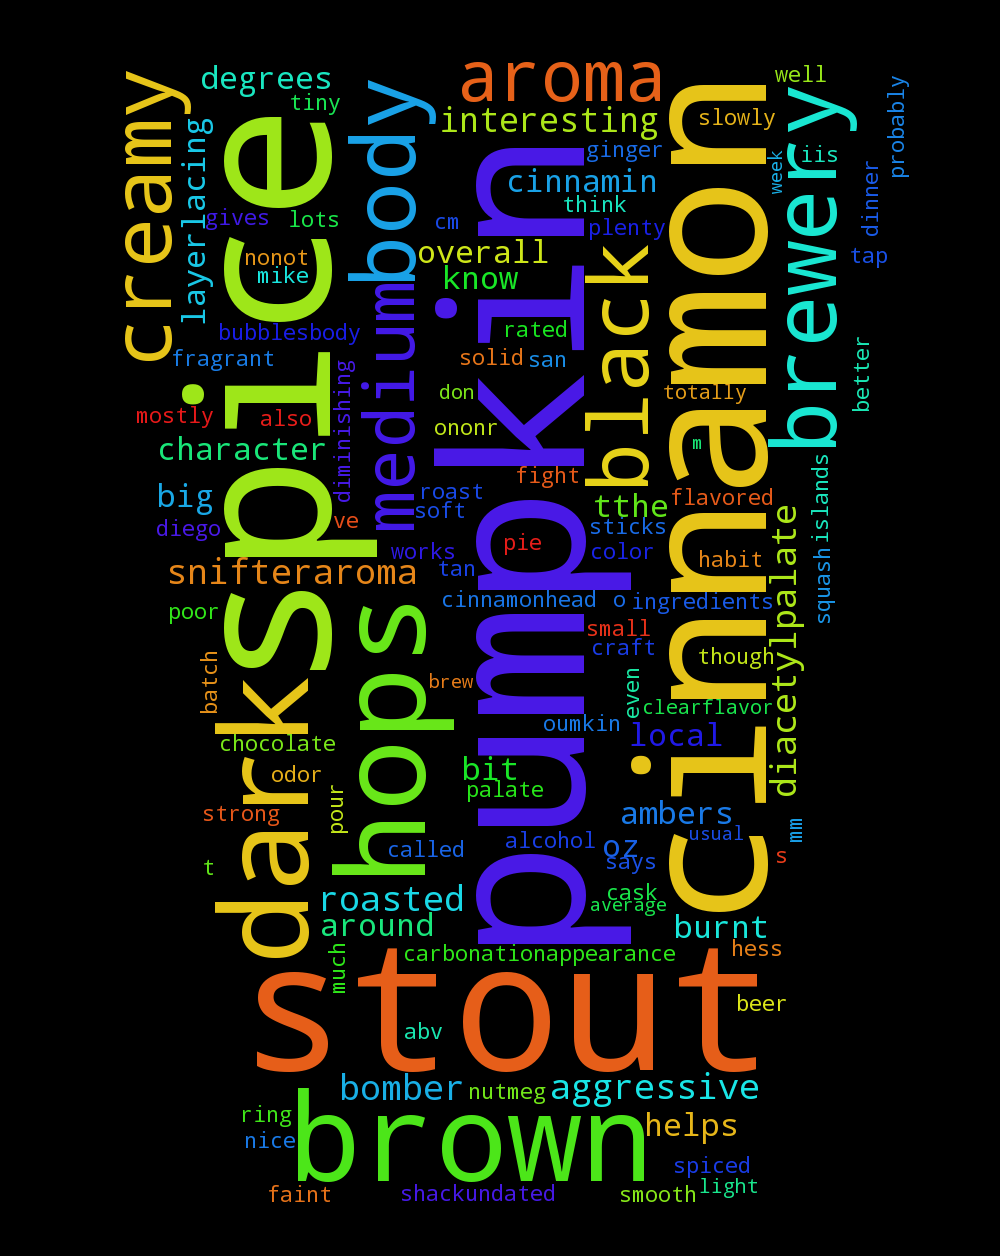 aroma
creamy
degrees
tiny
body
interesting
well
slowly
brewery
probably
layerlacing
spice
ginger
cinnamin
think
week
iis
dinner
gives
lots
cm
plenty
nonot
mike
overall
know
black
cinnamon
tap
bubblesbody
medium
pumpkin
rated
fragrant
solid
san
better
mostly
also
diminishing
don
totally
character
ononr
m
big
fight
roast
flavored
islands
diego
ve
soft
tthe
sticks
works
pie
color
habit
diacetylpalate
squash
snifteraroma
tan
poor
cinnamonhead
o
ingredients
hops
small
craft
though
batch
dark
brew
even
clearflavor
oumkin
local
chocolate
odor
bit
palate
pour
strong
ambers
usual
mm
called
alcohol
oz
says
s
t
roasted
cask
average
around
burnt
much
carbonationappearance
hess
stout
beer
abv
bomber
nutmeg
aggressive
ring
brown
helps
nice
spiced
faint
shackundated
smooth
light